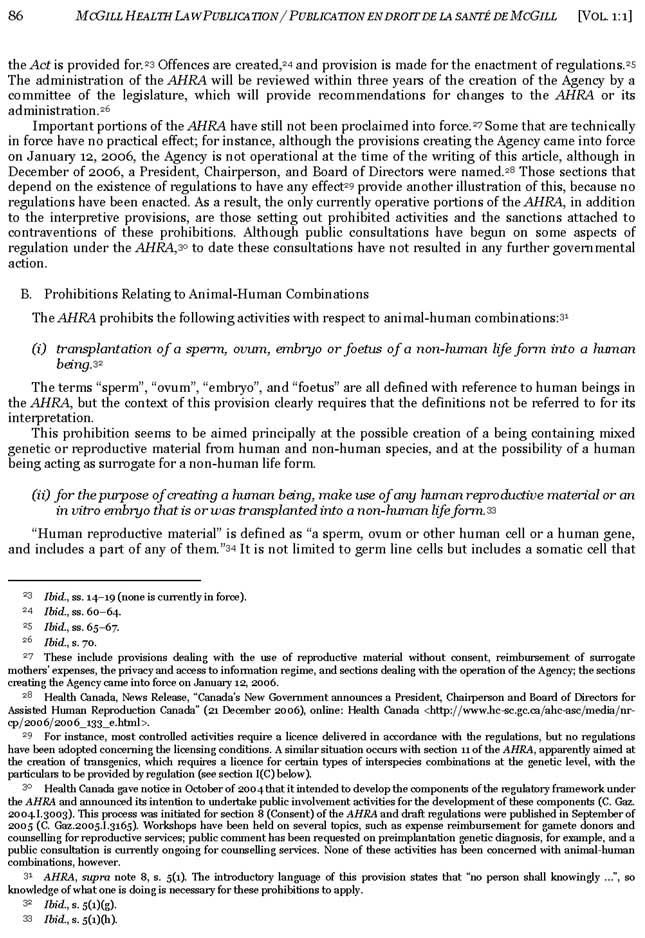 86 MCGILL HEALTH LAW PUBLICATION / PUBLICATION EN DROIT DE LA SANTÉ DE MCGILL [VOL. 1:1]
the Act is provided for.23 Offences are created,24 and provision is made for the enactment of regulations.25
The administration of the AHRA will be reviewed within three years of the creation of the Agency by a
committee of the legislature, which will provide recommendations for changes to the AHRA or its
administration.26
Important portions of the AHRA have still not been proclaimed into force.27 Some that are technically
in force have no practical effect; for instance, although the provisions creating the Agency came into force
on January 12, 2006, the Agency is not operational at the time of the writing of this article, although in
December of 2006, a President, Chairperson, and Board of Directors were named.28 Those sections that
depend on the existence of regulations to have any effect29 provide another illustration of this, because no
regulations have been enacted. As a result, the only currently operative portions of the AHRA, in addition
to the interpretive provisions, are those setting out prohibited activities and the sanctions attached to
contraventions of these prohibitions. Although public consultations have begun on some aspects of
regulation under the AHRA,30 to date these consultations have not resulted in any further governmental
action.
B. Prohibitions Relating to Animal-Human Combinations
The AHRA prohibits the following activities with respect to animal-human combinations:31
(i) transplantation of a sperm, ovum, embryo or foetus of a non-human life form into a human
being.32
The terms “sperm”, “ovum”, “embryo”, and “foetus” are all defined with reference to human beings in
the AHRA, but the context of this provision clearly requires that the definitions not be referred to for its
interpretation.
This prohibition seems to be aimed principally at the possible creation of a being containing mixed
genetic or reproductive material from human and non-human species, and at the possibility of a human
being acting as surrogate for a non-human life form.
(ii) for the purpose of creating a human being, make use of any human reproductive material or an
in vitro embryo that is or was transplanted into a non-human life form.33
“Human reproductive material” is defined as “a sperm, ovum or other human cell or a human gene,
and includes a part of any of them.”34 It is not limited to germ line cells but includes a somatic cell that
23 Ibid., ss. 14–19 (none is currently in force).
24 Ibid., ss. 60–64.
25 Ibid., ss. 65–67.
26 Ibid., s. 70.
27 These include provisions dealing with the use of reproductive material without consent, reimbursement of surrogate
mothers’ expenses, the privacy and access to information regime, and sections dealing with the operation of the Agency; the sections
creating the Agency came into force on January 12, 2006.
28 Health Canada, News Release, “Canada’s New Government announces a President, Chairperson and Board of Directors for
Assisted Human Reproduction Canada” (21 December 2006), online: Health Canada <http://www.hc-sc.gc.ca/ahc-asc/media/nr-
cp/2006/2006_133_e.html>.
29 For instance, most controlled activities require a licence delivered in accordance with the regulations, but no regulations
have been adopted concerning the licensing conditions. A similar situation occurs with section 11 of the AHRA, apparently aimed at
the creation of transgenics, which requires a licence for certain types of interspecies combinations at the genetic level, with the
particulars to be provided by regulation (see section I(C) below).
30 Health Canada gave notice in October of 2004 that it intended to develop the components of the regulatory framework under
the AHRA and announced its intention to undertake public involvement activities for the development of these components (C. Gaz.
2004.I.3003). This process was initiated for section 8 (Consent) of the AHRA and draft regulations were published in September of
2005 (C. Gaz.2005.I.3165). Workshops have been held on several topics, such as expense reimbursement for gamete donors and
counselling for reproductive services; public comment has been requested on preimplantation genetic diagnosis, for example, and a
public consultation is currently ongoing for counselling services. None of these activities has been concerned with animal-human
combinations, however.
31 AHRA, supra note 8, s. 5(1). The introductory language of this provision states that “no person shall knowingly ...”, so
knowledge of what one is doing is necessary for these prohibitions to apply.
32 Ibid., s. 5(1)(g).
33 Ibid., s. 5(1)(h).